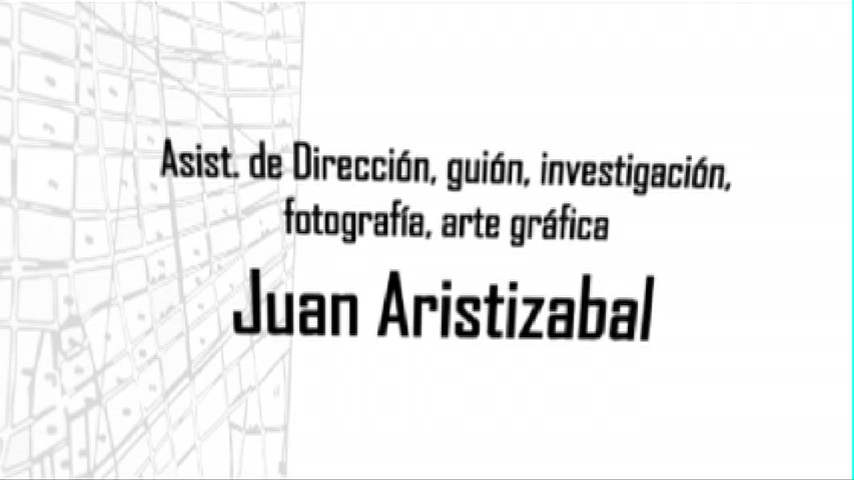 Asist. de Dirección, guión, investigación,
fotografía, arte gráfica
Juan Aristizabal